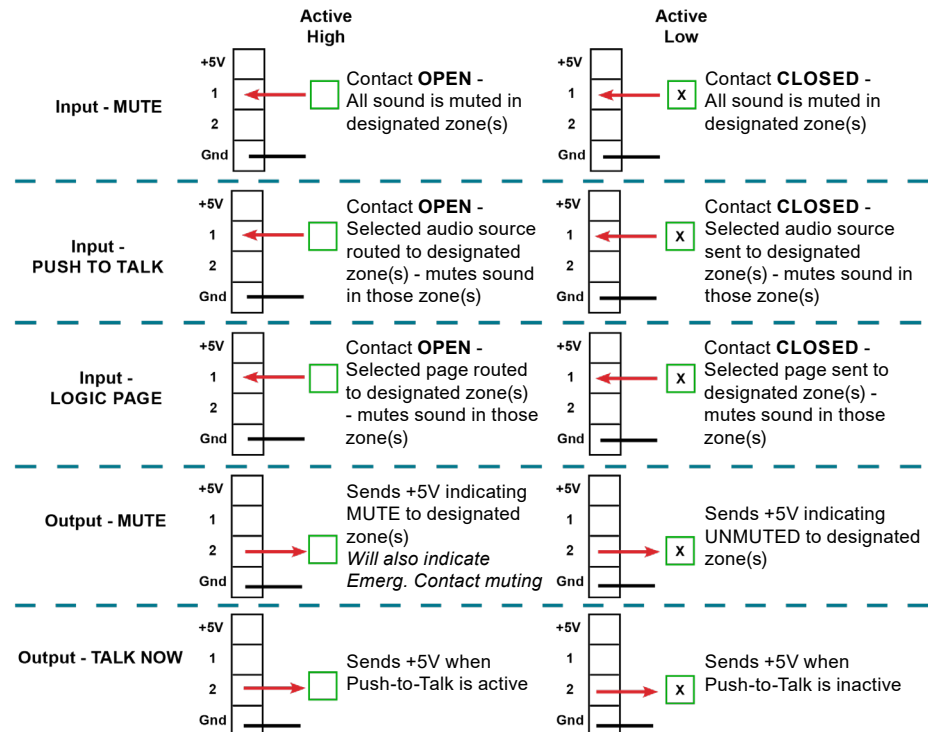 Active
High
Active
Low
Input - MUTE
+5V
1
2
Gnd
Contact OPEN -
All sound is muted in
designated zone(s)
+5V
1
2
Gnd
X
Contact CLOSED -
All sound is muted in
designated zone(s)
Input -
PUSH TO TALK
+5V
1
2
Gnd
Contact OPEN -
Selected audio source
routed to designated
zone(s) - mutes sound
in those zone(s)
+5V
1
2
Gnd
X
Contact CLOSED -
Selected audio source
sent to designated
zone(s) - mutes sound in
those zone(s)
Input -
LOGIC PAGE
+5V
1
2
Gnd
Contact OPEN -
Selected page routed
to designated zone(s)
- mutes sound in those
zone(s)
+5V
1
2
Gnd
X
Contact CLOSED -
Selected page sent to
designated zone(s) -
mutes sound in those
zone(s)
Output - MUTE
+5V
1
2
Gnd
Sends +5V indicating
MUTE to designated
zone(s)
Will also indicate
Emerg. Contact muting
+5V
1
2
Gnd
X
Sends +5V indicating
UNMUTED to designated
zone(s)
Output - TALK NOW
+5V
1
2
Gnd
Sends +5V when
Push-to-Talk is active
+5V
1
2
Gnd
X
Sends +5V when
Push-to-Talk is inactive